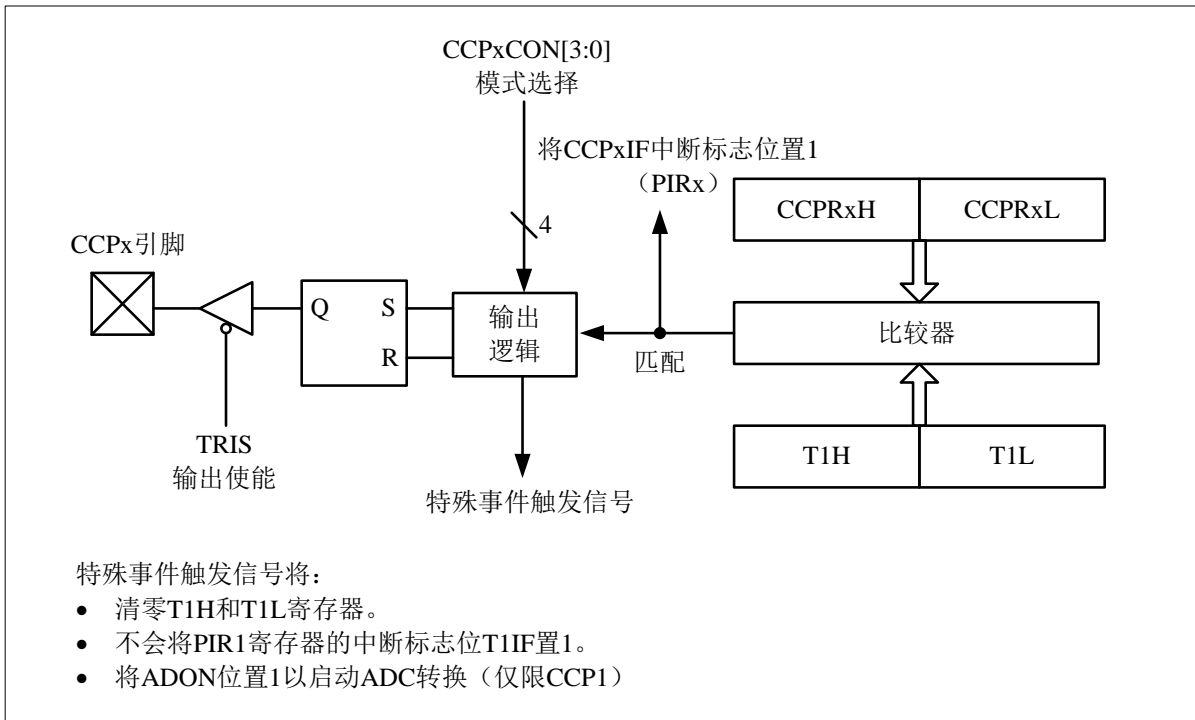 CCPxCON[3:0]
模式选择
将CCPxIF中断标志位置1
（PIRx）
4
CCPRxH
CCPRxL
CCPx引脚
Q
S
R
输出
逻辑
匹配
比较器
TRIS
输出使能
T1H
T1L
特殊事件触发信号
特殊事件触发信号将：
• 清零T1H和T1L寄存器。
• 不会将PIR1寄存器的中断标志位T1IF置1。
• 将ADON位置1以启动ADC转换（仅限CCP1）